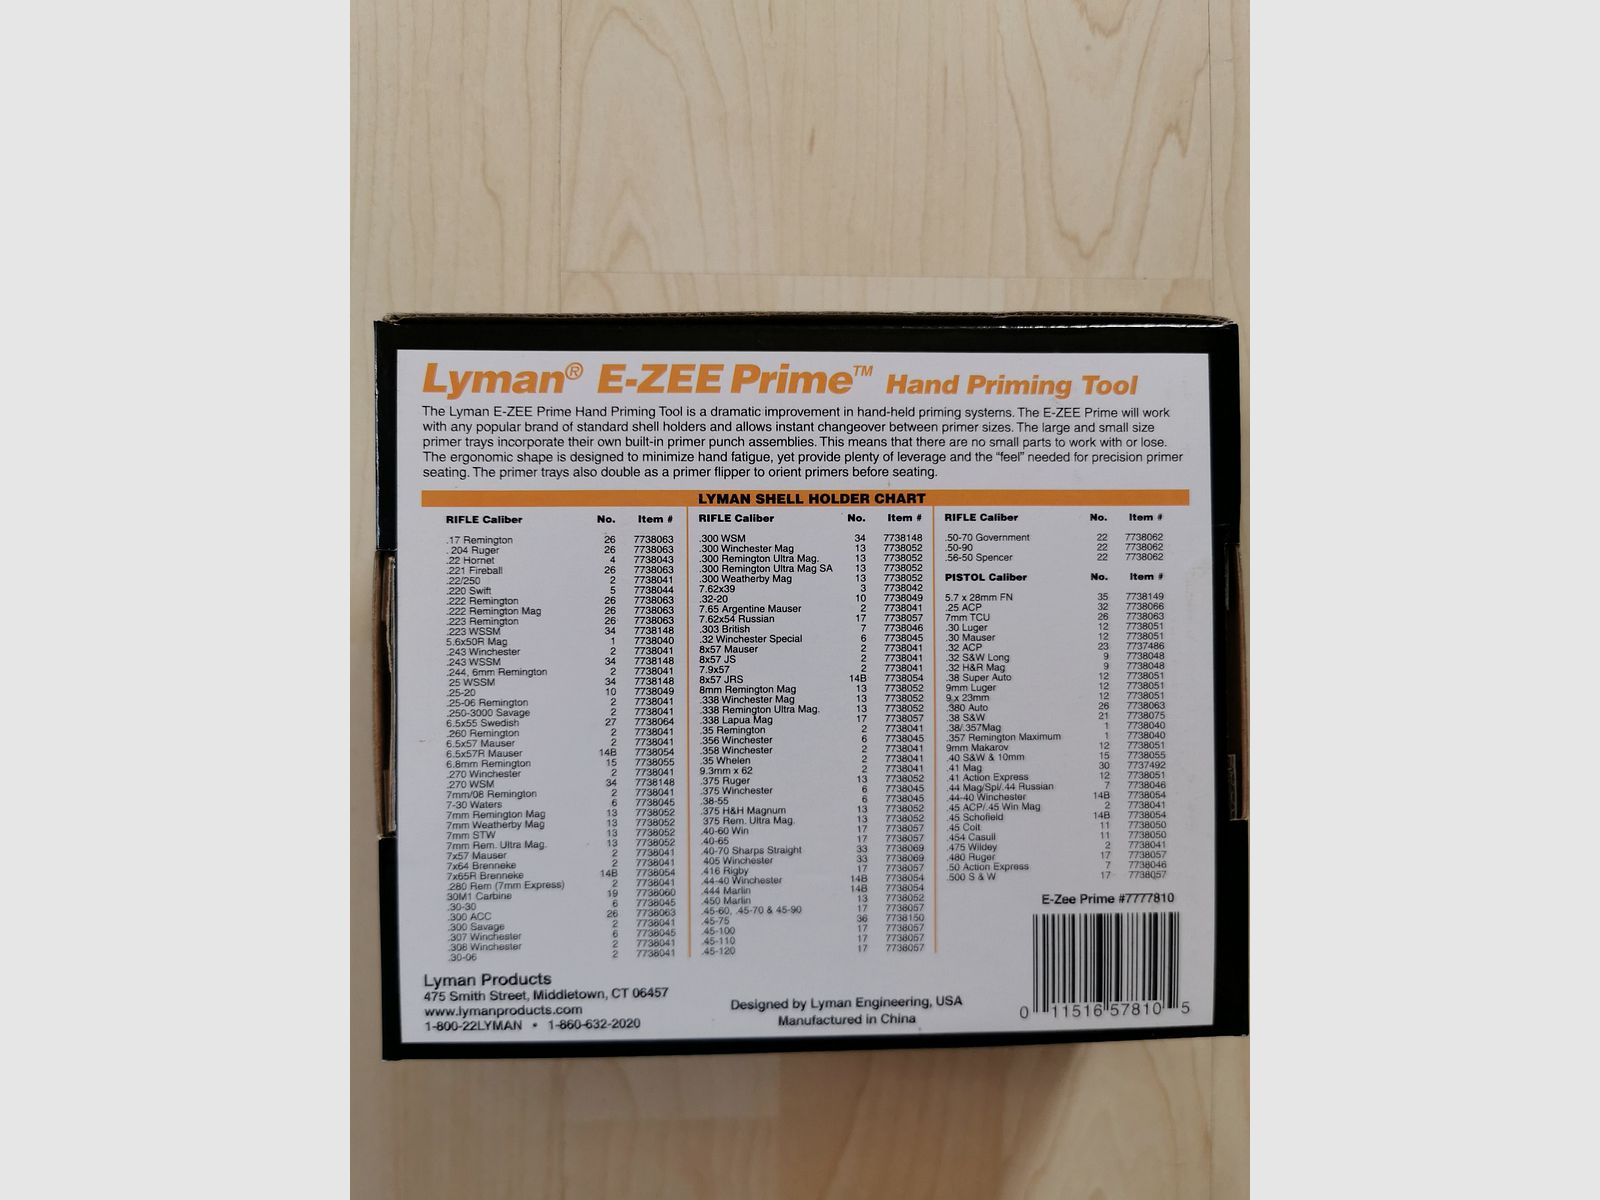 Lyman® E-ZEE Prime™ Hand Priming Tool
The Lyman E-ZEE Prime Hand Priming Tool is a dramatic improvement in hand-held priming systems. The E-ZEE Prime will work
with any popular brand of standard shell holders and allows instant changeover between primer sizes. The large and small size
primer trays incorporate their own built-in primer punch assemblies. This means that there are no small parts to work with or lose.
The ergonomic shape is designed to minimize hand fatigue, yet provide plenty of leverage and the “feel” needed for precision primer
seating. The primer trays also double as a primer flipper to orient primers before seating.
LYMAN SHELL HOLDER CHART
RIFLE Caliber No. Item #
.17 Remington 26 7738063
.204 Ruger 26 7738063
.22 Hornet 4 7738043
.221 Fireball 26 7738063
.22/250 2 7738041
.220 Swift 5 7738044
.222 Remington 26 7738063
.222 Remington Mag 26 7738063
.223 Remington 26 7738063
.223 WSSM 34 7738148
5.6x50R Mag 1 7738040
.243 Winchester 2 7738041
.243 WSSM 34 7738148
.244, 6mm Remington 2 7738041
.25 WSSM 34 7738148
.25-20 10 7738049
.25-06 Remington 2 7738041
.250-3000 Savage 2 7738041
6.5x55 Swedish 27 7738064
.260 Remington 2 7738041
6.5x57 Mauser 2 7738041
6.5x57R Mauser 14B 7738054
6.8mm Remington 15 7738055
.270 Winchester 2 7738041
.270 WSM 34 7738148
7mm/08 Remington 2 7738041
7-30 Waters 6 7738045
7mm Remington Mag 13 7738052
7mm Weatherby Mag 13 7738052
7mm STW 13 7738052
7mm Rem. Ultra Mag. 13 7738052
7x57 Mauser 2 7738041
7x64 Brenneke 2 7738041
7x65R Brenneke 14B 7738054
.280 Rem (7mm Express) 2 7738041
30M1 Carbine 19 7738060
.30-30 6 7738045
.300 ACC 26 7738063
.300 Savage 2 7738041
.307 Winchester 6 7738045
.308 Winchester 2 7738041
.30-06 2 7738041
RIFLE Caliber No. Item #
.300 WSM 34 7738148
.300 Winchester Mag 13 7738052
.300 Remington Ultra Mag. 13 7738052
.300 Remington Ultra Mag SA 13 7738052
.300 Weatherby Mag 13 7738052
7.62x39 3 7738042
.32-20 10 7738049
7.65 Argentine Mauser 2 7738041
7.62x54 Russian 17 7738057
.303 British 7 7738046
.32 Winchester Special 6 7738045
8x57 Mauser 2 7738041
8x57 JS 2 7738041
7.9x57 2 7738041
8x57 JRS 14B 7738054
8mm Remington Mag 13 7738052
.338 Winchester Mag 13 7738052
.338 Remington Ultra Mag. 13 7738052
.338 Lapua Mag 17 7738057
.35 Remington 2 7738041
.356 Winchester 6 7738045
.358 Winchester 2 7738041
.35 Whelen 2 7738041
9.3mm x 62 2 7738041
.375 Ruger 13 7738052
.375 Winchester 6 7738045
.38-55 6 7738045
.375 H&H Magnum 13 7738052
.375 Rem. Ultra Mag. 13 7738052
.40-60 Win 17 7738057
.40-65 17 7738057
.40-70 Sharps Straight 33 7738069
.405 Winchester 33 7738069
.416 Rigby 17 7738057
.44-40 Winchester 14B 7738054
.444 Marlin 14B 7738054
.450 Marlin 13 7738052
.45-60, .45-70 & 45-90 17 7738057
.45-75 36 7738150
.45-100 17 7738057
.45-110 17 7738057
.45-120 17 7738057
RIFLE Caliber No. Item #
.50-70 Government 22 7738062
.50-90 22 7738062
.56-50 Spencer 22 7738062
PISTOL Caliber No. Item #
5.7 x 28mm FN 35 7738149
.25 ACP 32 7738066
7mm TCU 26 7738063
.30 Luger 12 7738051
.30 Mauser 12 7738051
.32 ACP 23 7737486
.32 S&W Long 9 7738048
.32 H&R Mag 9 7738048
.38 Super Auto 12 7738051
9mm Luger 12 7738051
9 x 23mm 12 7738051
.380 Auto 26 7738063
.38 S&W 21 7738075
.38/.357Mag 1 7738040
.357 Remington Maximum 1 7738040
9mm Makarov 12 7738051
.40 S&W & 10mm 15 7738055
.41 Mag 30 7737492
.41 Action Express 12 7738051
.44 Mag/Spl/.44 Russian 7 7738046
.44-40 Winchester 14B 7738054
.45 ACP/.45 Win Mag 2 7738041
.45 Schofield 14B 7738054
.45 Colt 11 7738050
.454 Casull 11 7738050
.475 Wildey 2 7738041
.480 Ruger 17 7738057
.50 Action Express 7 7738046
.500 S & W 17 7738057
E-Zee Prime #7777810
0 11516 57810 5
Lyman Products
475 Smith Street, Middletown, CT 06457
www.lymanproducts.com
1-800-22LYMAN • 1-860-632-2020
Designed by Lyman Engineering, USA
Manufactured in China